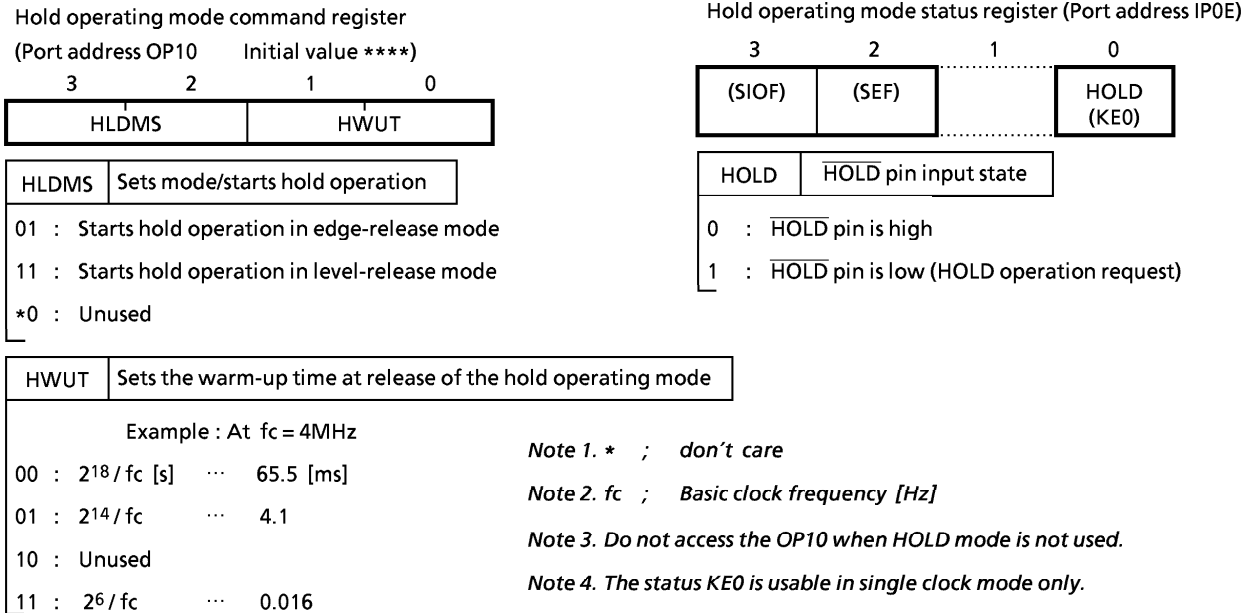 Hold operating mode command register
(Port address OP10 Initial value ****)
3 2 1 0
HLDMS HWUT
HLDMS Sets mode/starts hold operation
01 : Starts hold operation in edge-release mode
11 : Starts hold operation in level-release mode
*0 : Unused
Hold operating mode status register (Port address IP0E)
3 2 1 0
(SIOF) (SEF) HOLD
(KE0)
HOLD H̅O̅L̅D̅ pin input state
0 : H̅O̅L̅D̅ pin is high
1 : H̅O̅L̅D̅ pin is low (HOLD operation request)
HWUT Sets the warm-up time at release of the hold operating mode
Example : At fc = 4MHz
00 : 2¹⁸ / fc [s] ··· 65.5 [ms]
01 : 2¹⁴ / fc ··· 4.1
10 : Unused
11 : 2⁶ / fc ··· 0.016
Note 1. * ; don't care
Note 2. fc ; Basic clock frequency [Hz]
Note 3. Do not access the OP10 when HOLD mode is not used.
Note 4. The status KE0 is usable in single clock mode only.